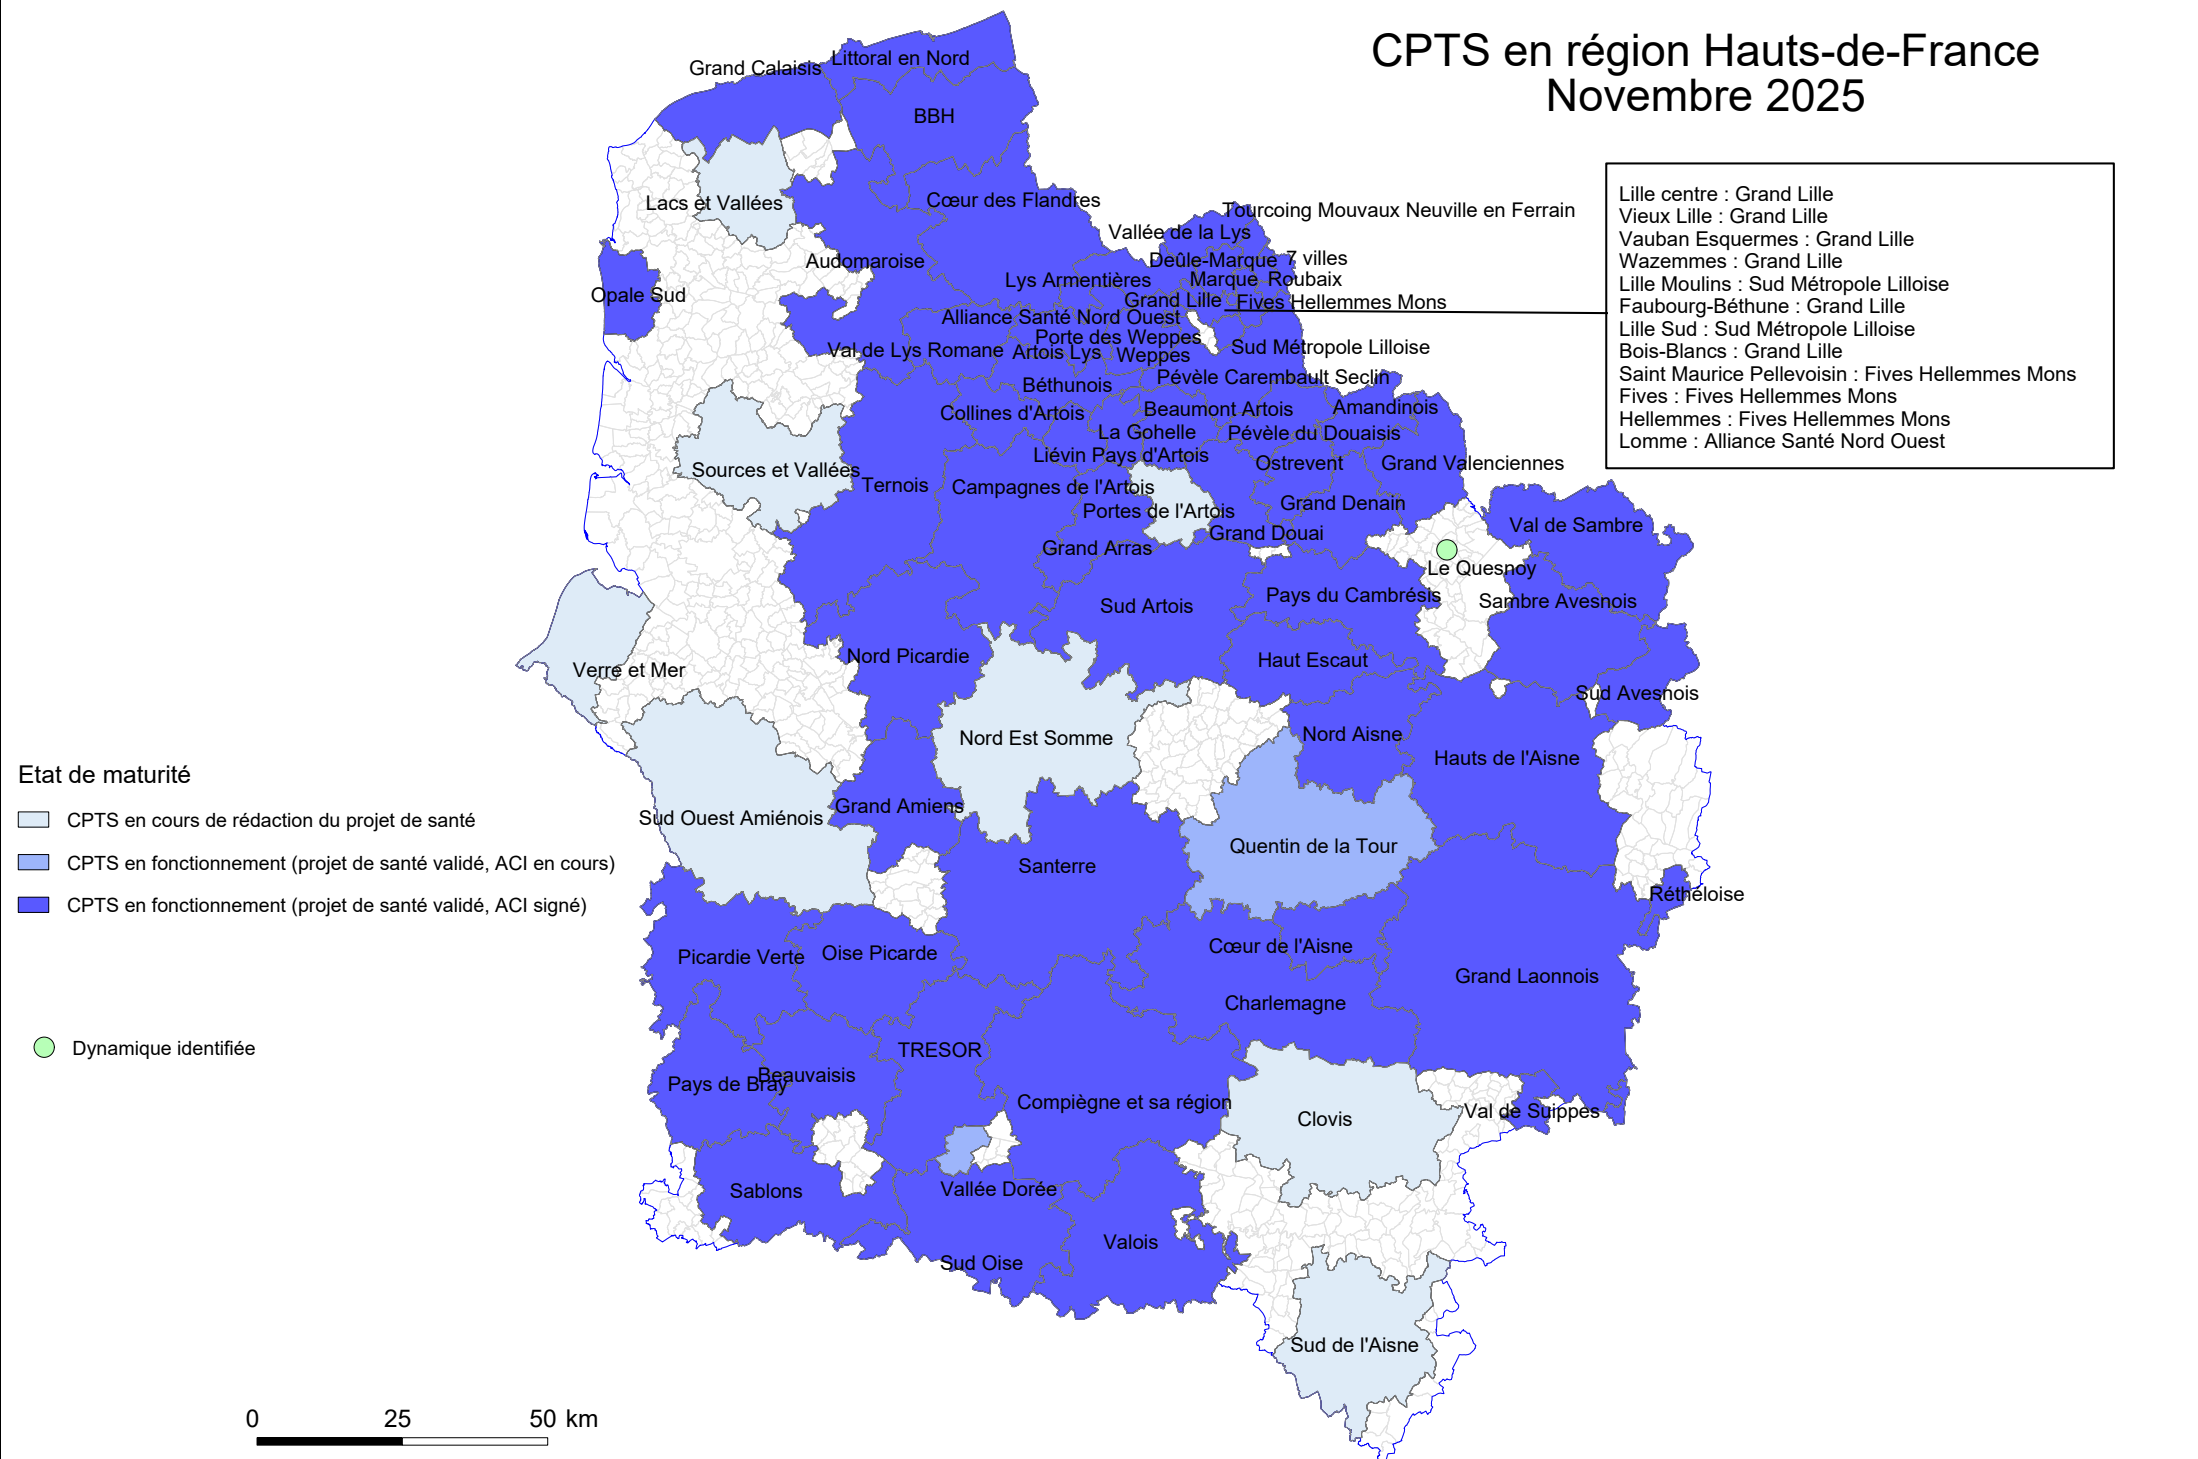 CPTS en région Hauts-de-France
Novembre 2025
Lille centre : Grand Lille
Vieux Lille : Grand Lille
Vauban Esquermes : Grand Lille
Wazemmes : Grand Lille
Lille Moulins : Sud Métropole Lilloise
Faubourg-Béthune : Grand Lille
Lille Sud : Sud Métropole Lilloise
Bois-Blancs : Grand Lille
Saint Maurice Pellevoisin : Fives Hellemmes Mons
Fives : Fives Hellemmes Mons
Hellemmes : Fives Hellemmes Mons
Lomme : Alliance Santé Nord Ouest
Littoral en Nord
Grand Calaisis
BBH
Lacs et Vallées
Cœur des Flandres
Tourcoing Mouvaux Neuville en Ferrain
Vallée de la Lys
Audomaroise
Deûle-Marque
7 villes
Lys Armentières
Marque
Roubaix
Opale Sud
Grand Lille
Fives Hellemmes Mons
Alliance Santé Nord Ouest
Porte des Weppes
Val de Lys Romane
Artois Lys
Weppes
Sud Métropole Lilloise
Béthunois
Pévèle Carembault Seclin
Collines d'Artois
Beaumont Artois
Amandinois
La Gohelle
Pévèle du Douaisis
Liévin Pays d'Artois
Ostrevent
Grand Valenciennes
Sources et Vallées
Ternois
Campagnes de l'Artois
Portes de l'Artois
Grand Denain
Val de Sambre
Grand Douai
Grand Arras
Le Quesnoy
Sud Artois
Pays du Cambrésis
Sambre Avesnois
Verre et Mer
Nord Picardie
Haut Escaut
Sud Avesnois
Nord Est Somme
Nord Aisne
Hauts de l'Aisne
Sud Ouest Amiénois
Grand Amiens
Quentin de la Tour
Santerre
Réthéloise
Picardie Verte
Oise Picarde
Cœur de l'Aisne
Grand Laonnois
Charlemagne
TRESOR
Beauvaisis
Pays de Bray
Compiègne et sa région
Clovis
Val de Suippes
Sablons
Vallée Dorée
Valois
Sud Oise
Sud de l'Aisne
Etat de maturité
CPTS en cours de rédaction du projet de santé
CPTS en fonctionnement (projet de santé validé, ACI en cours)
CPTS en fonctionnement (projet de santé validé, ACI signé)
Dynamique identifiée
0 25 50 km